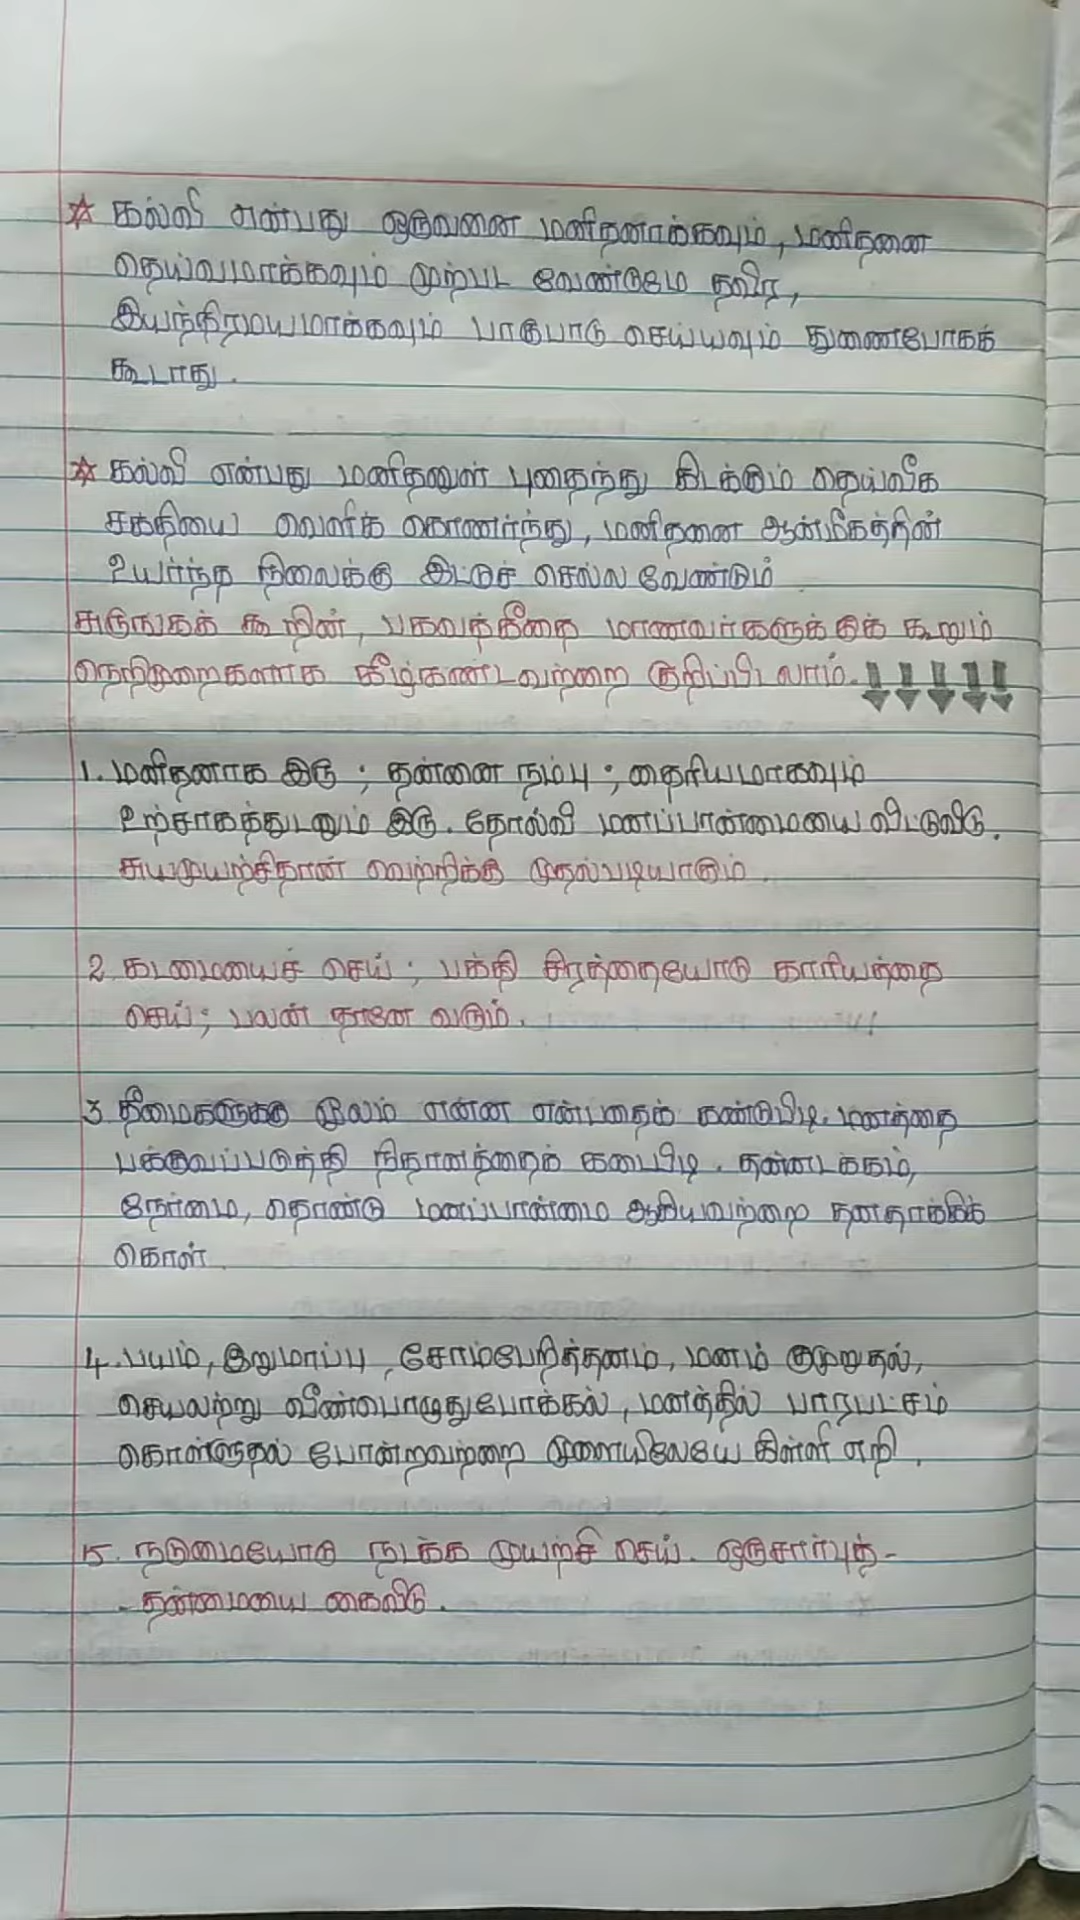 ☆ கல்வி என்பது ஒருவனை மனிதனாக்கவும், மனிதனை
தெய்வமாக்கவும் முற்பட வேண்டுமே தவிர,
இயந்திரமயமாக்கவும் பாகுபாடு செய்யவும் துணைபோகக்
கூடாது.
☆ கல்வி என்பது மனிதனுள் புதைந்து கிடக்கும் தெய்வீக
சக்தியை வெளிக் கொணர்ந்து, மனிதனை ஆன்மீகத்தின்
உயர்ந்த நிலைக்கு இட்டுச் செல்ல வேண்டும்
சுருங்கக் கூறின், பகவத்கீதை மாணவர்களுக்குக் கூறும்
நெறிமுறைகளாக கீழ்கண்டவற்றை குறிப்பிடலாம்.
1. மனிதனாக இரு ; தன்னை நம்பு ; தைரியமாகவும்
உற்சாகத்துடனும் இரு. தோல்வி மனப்பான்மையை விட்டுவிடு.
சுயமுயற்சிதான் வெற்றிக்கு முதல்படியாகும்.
2. கடமையைச் செய் ; பக்தி சிரத்தையோடு காரியத்தை
செய் ; பலன் தானே வரும்.
3 தீமைகளுக்கு மூலம் என்ன என்பதைக் கண்டுபிடி. மனத்தை
பக்குவப்படுத்தி நிதானத்தைக் கடைபிடி. தன்னடக்கம்,
நேர்மை, தொண்டு மனப்பான்மை ஆகியவற்றை தனதாக்கிக்
கொள்.
4. பயம், இறுமாப்பு, சோம்பேறித்தனம், மனம் குமுறுதல்,
செயலற்று வீண்பொழுதுபோக்கல், மனத்தில் பாரபட்சம்
கொள்ளுதல் போன்றவற்றை முளையிலேயே கிள்ளி எறி.
5. நடுமையோடு நடக்க முயற்சி செய். ஒருசார்புத்-
- தன்மையை கைவிடு.